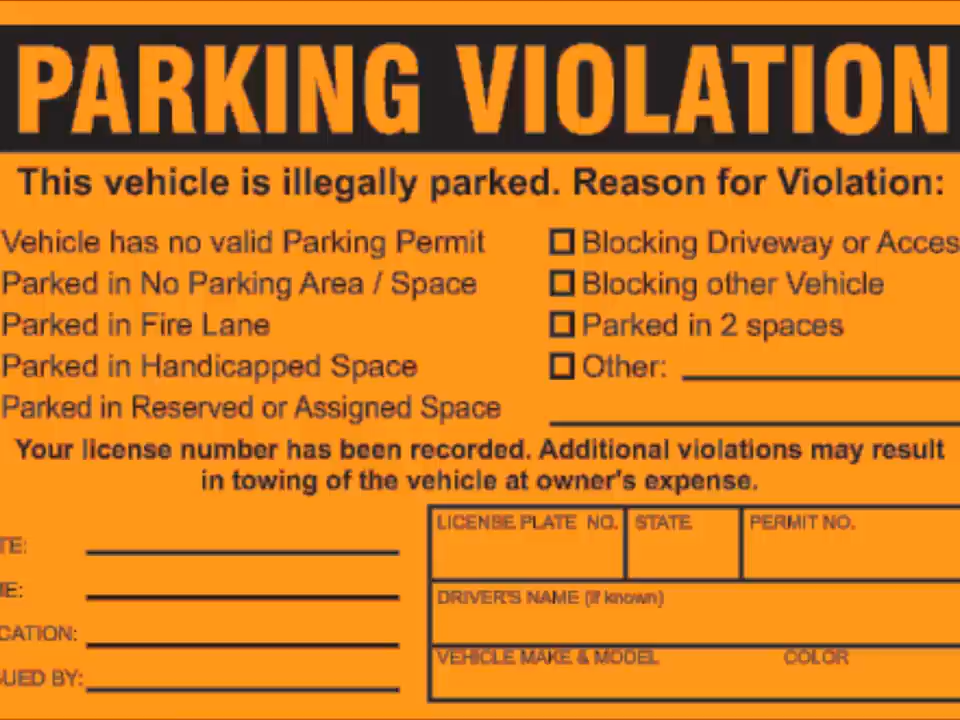 PARKING VIOLATION
This vehicle is illegally parked. Reason for Violation:
Vehicle has no valid Parking Permit
Parked in No Parking Area / Space
Parked in Fire Lane
Parked in Handicapped Space
Parked in Reserved or Assigned Space
Blocking Driveway or Acces
Blocking other Vehicle
Parked in 2 spaces
Other:
Your license number has been recorded. Additional violations may result
in towing of the vehicle at owner's expense.
TE:
ME:
CATION:
UED BY:
LICENSE PLATE NO. STATE PERMIT NO.
DRIVER'S NAME (if known)
VEHICLE MAKE & MODEL COLOR